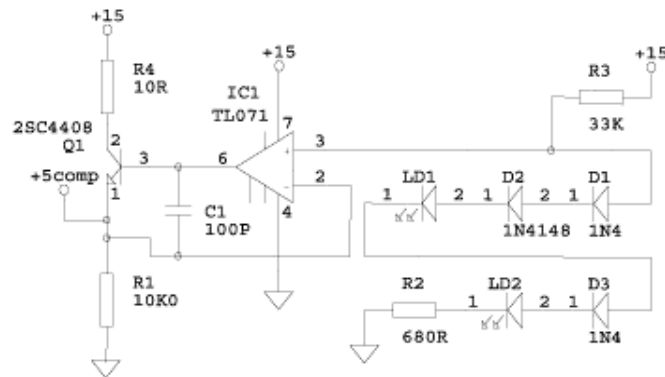 +15
R4
10R
2SC4408
Q1
2
3
1
+5comp
R1
10K0
C1
100P
IC1
TL071
+15
7
6
+
-
4
3
2
R3
33K
+15
LD1
1
2
D2
1
2
1N4148
D1
1
2
1N4
R2
680R
LD2
1
2
D3
1
2
1N4